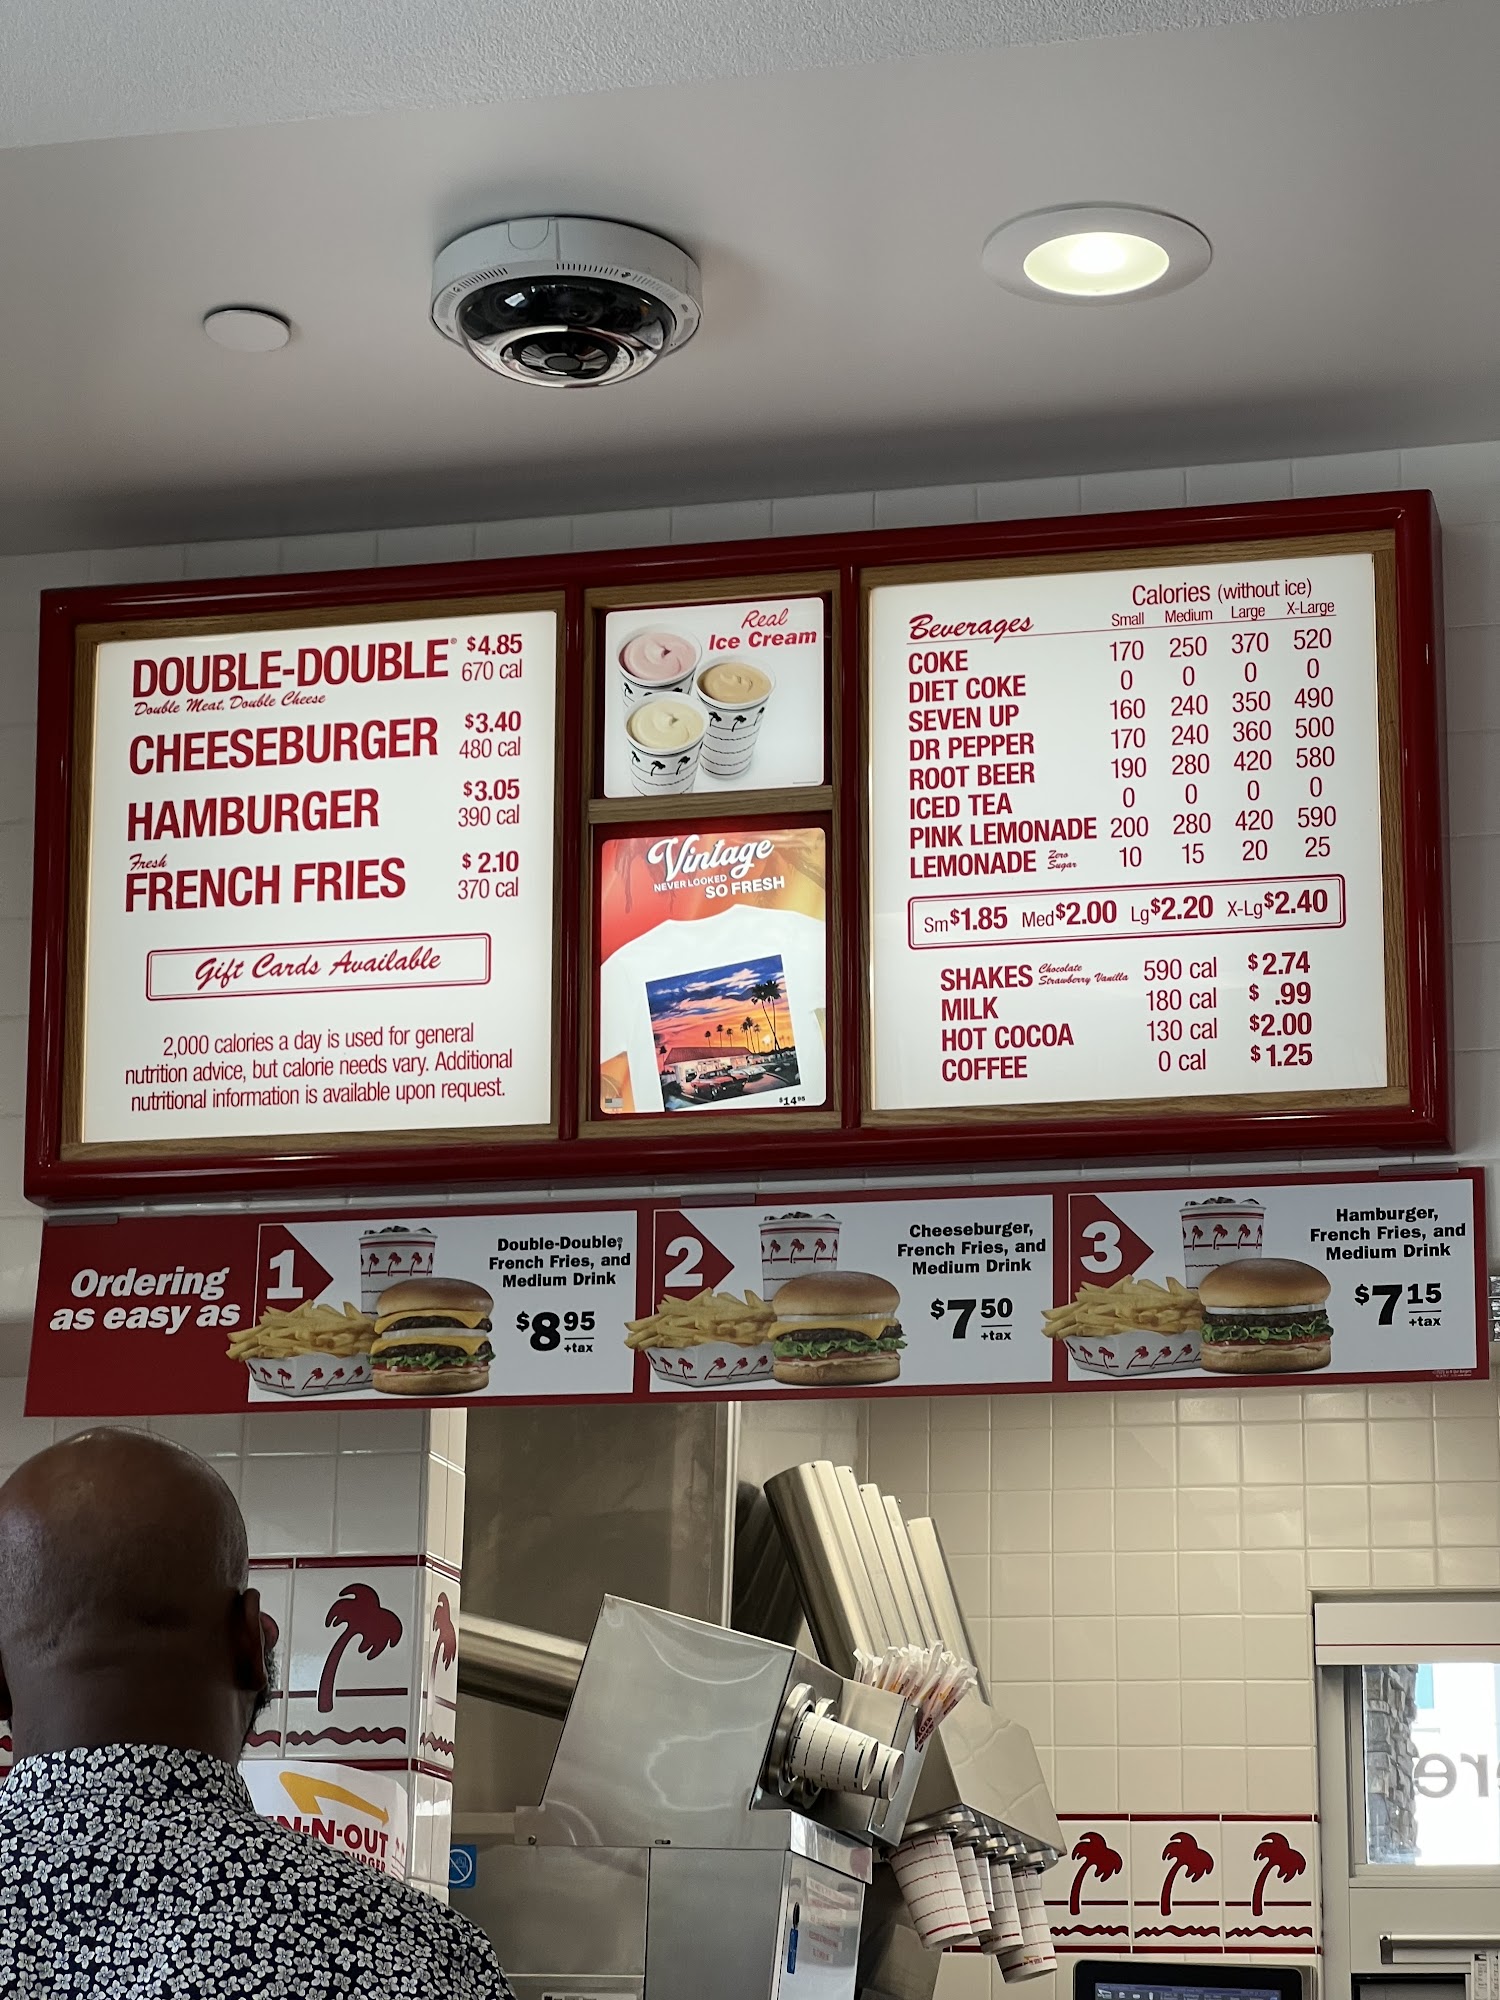 DOUBLE-DOUBLE® $4.85
Double Meat, Double Cheese 670 cal
CHEESEBURGER $3.40
480 cal
HAMBURGER $3.05
390 cal
Fresh
FRENCH FRIES $2.10
370 cal
Gift Cards Available
2,000 calories a day is used for general
nutrition advice, but calorie needs vary. Additional
nutritional information is available upon request.
Real
Ice Cream
Vintage
NEVER LOOKED
SO FRESH
$14.95
Calories (without ice)
Beverages Small Medium Large X-Large
COKE 170 250 370 520
DIET COKE 0 0 0 0
SEVEN UP 160 240 350 490
DR PEPPER 170 240 360 500
ROOT BEER 190 280 420 580
ICED TEA 0 0 0 0
PINK LEMONADE 200 280 420 590
LEMONADE Zero Sugar 10 15 20 25
Sm $1.85 Med $2.00 Lg $2.20 X-Lg $2.40
SHAKES Chocolate Strawberry Vanilla 590 cal $2.74
MILK 180 cal $.99
HOT COCOA 130 cal $2.00
COFFEE 0 cal $1.25
Ordering
as easy as
1
Double-Double®,
French Fries, and
Medium Drink
$8.95
+tax
2
Cheeseburger,
French Fries, and
Medium Drink
$7.50
+tax
3
Hamburger,
French Fries, and
Medium Drink
$7.15
+tax
N-N-OUT